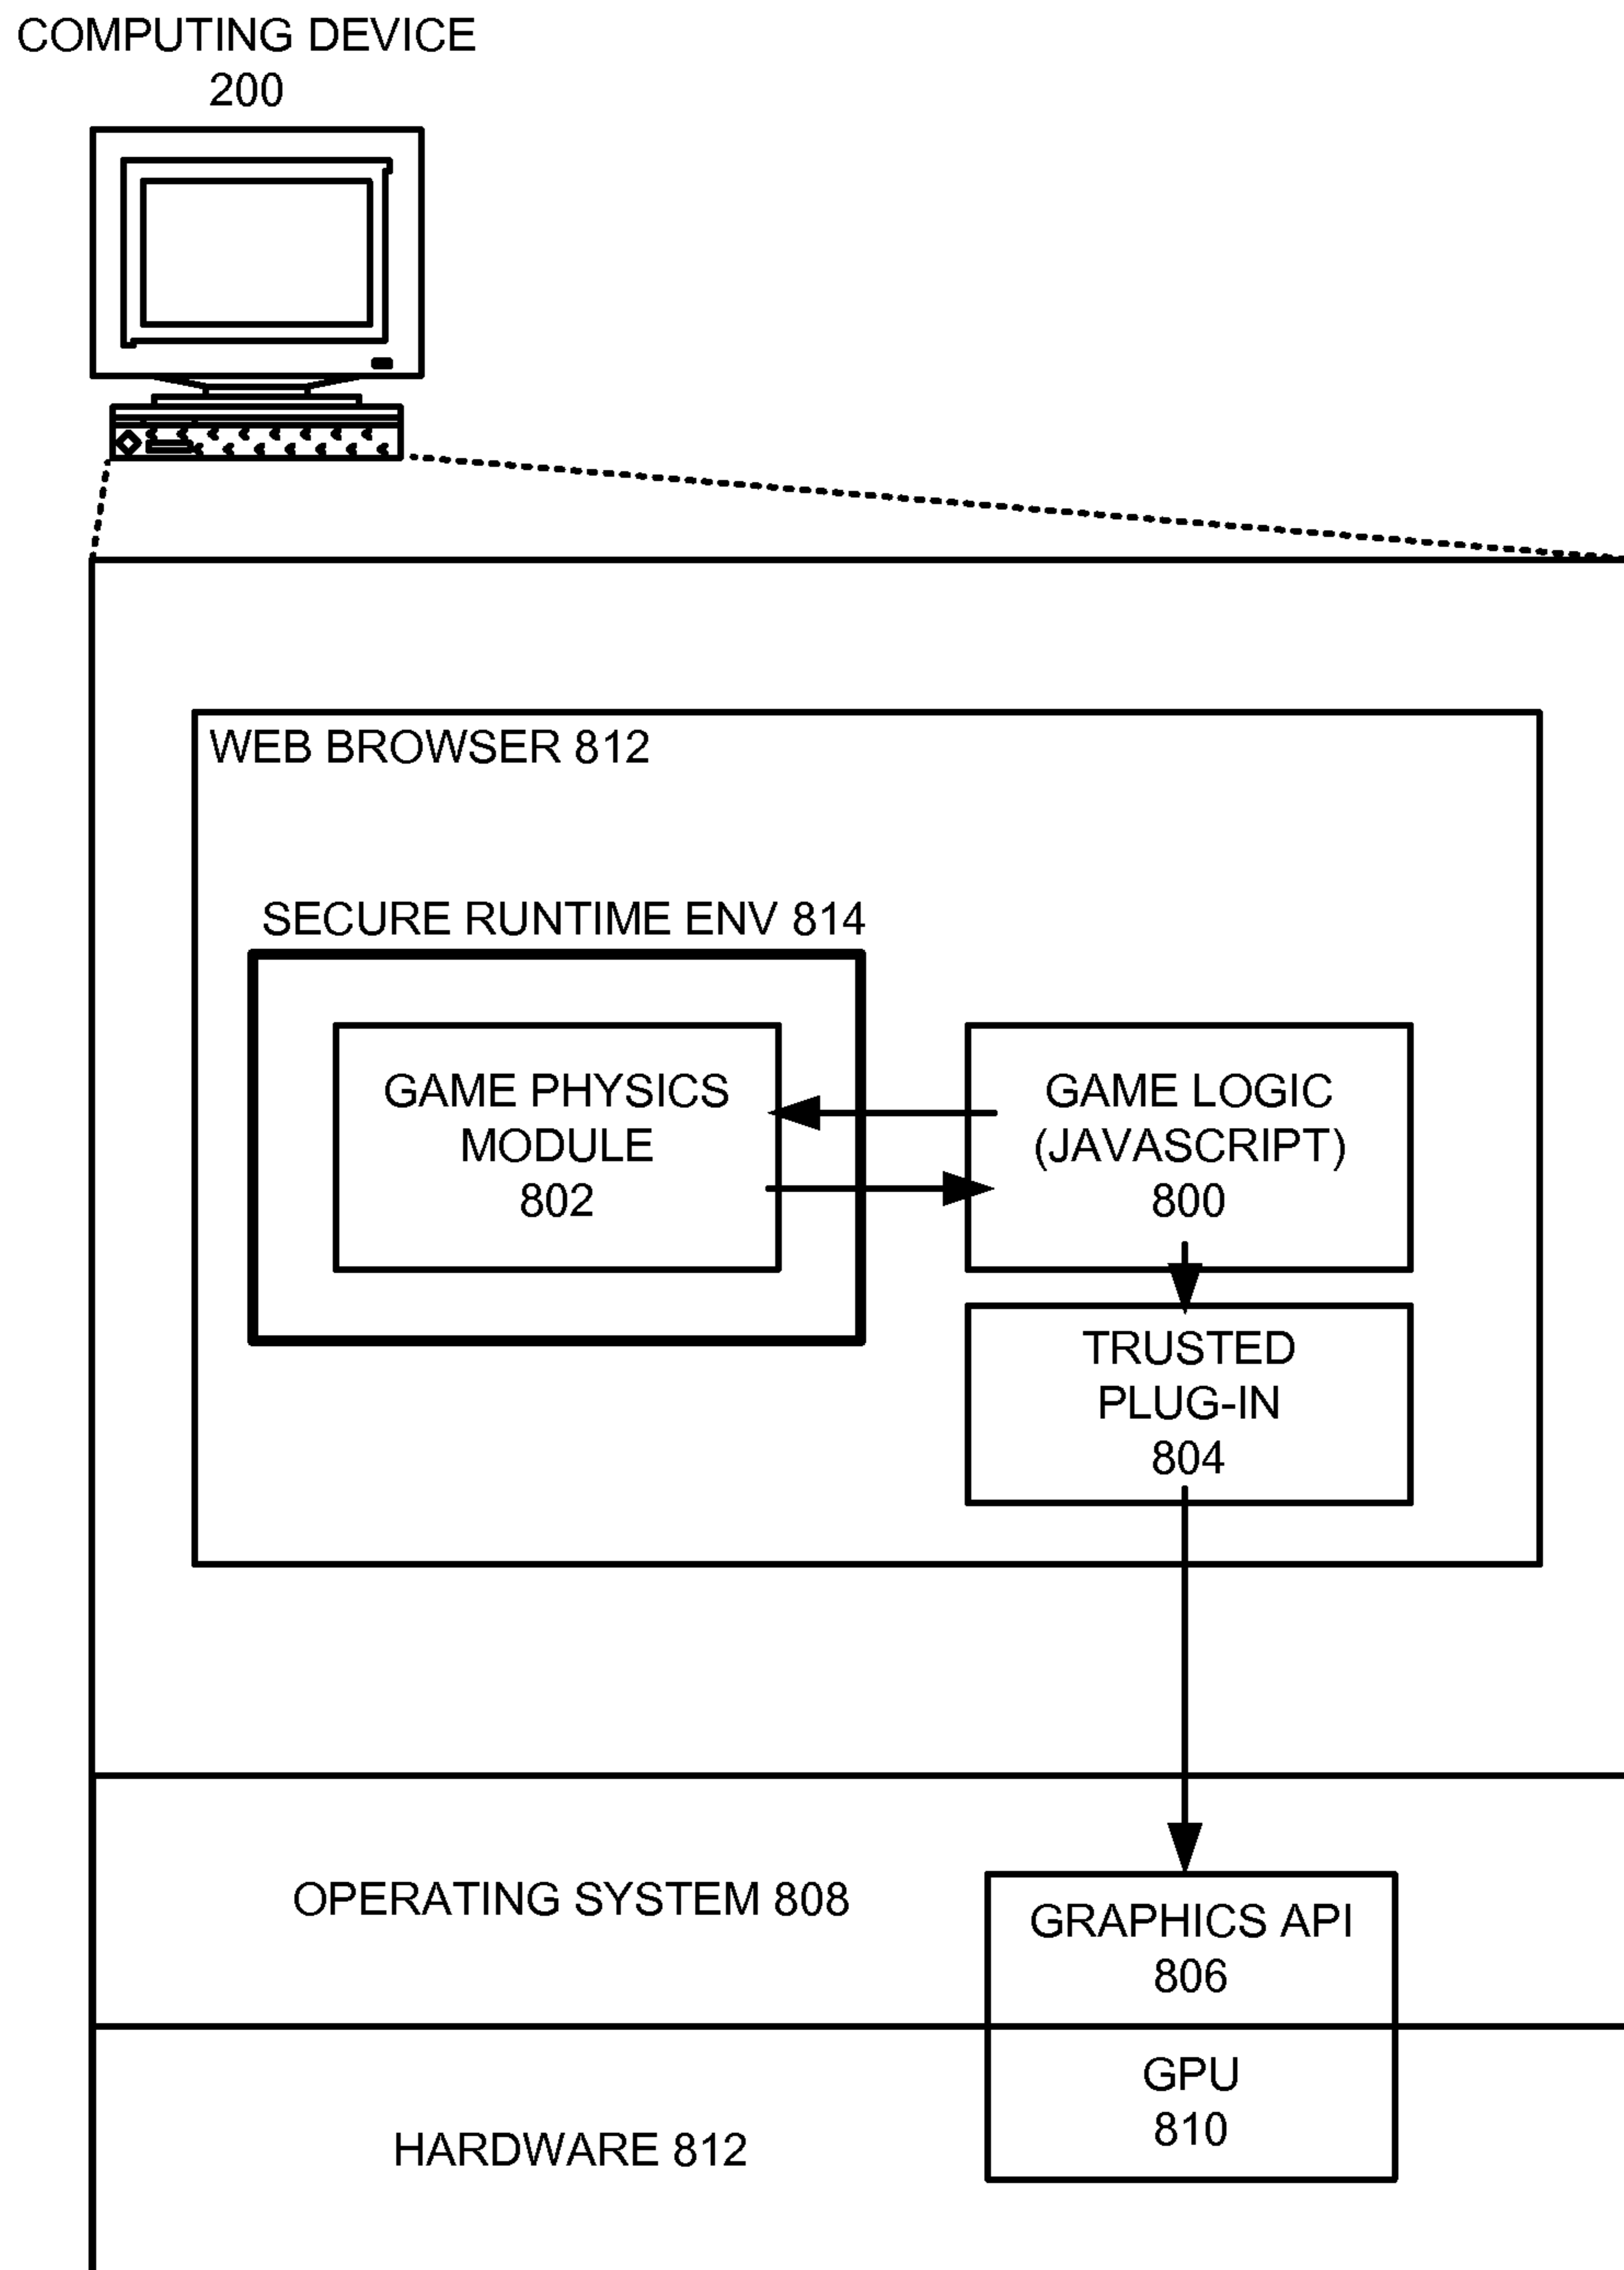 COMPUTING DEVICE
200
WEB BROWSER 812
SECURE RUNTIME ENV 814
GAME PHYSICS
MODULE
802
GAME LOGIC
(JAVASCRIPT)
800
TRUSTED
PLUG-IN
804
OPERATING SYSTEM 808
GRAPHICS API
806
GPU
810
HARDWARE 812